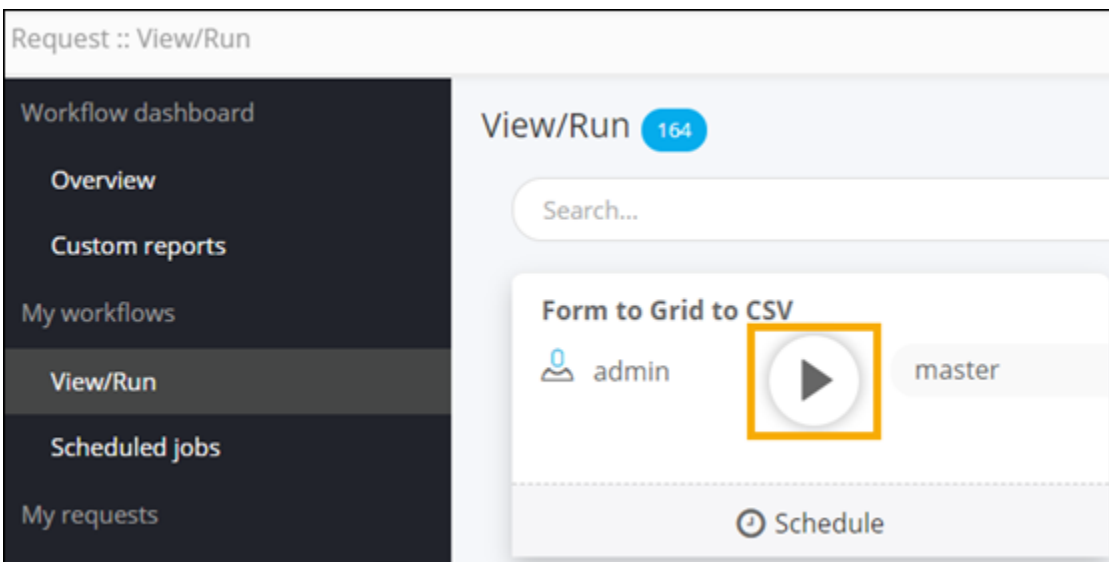 Request :: View/Run
Workflow dashboard
Overview
Custom reports
My workflows
View/Run
Scheduled jobs
My requests
View/Run 164
Search...
Form to Grid to CSV
admin
master
Schedule